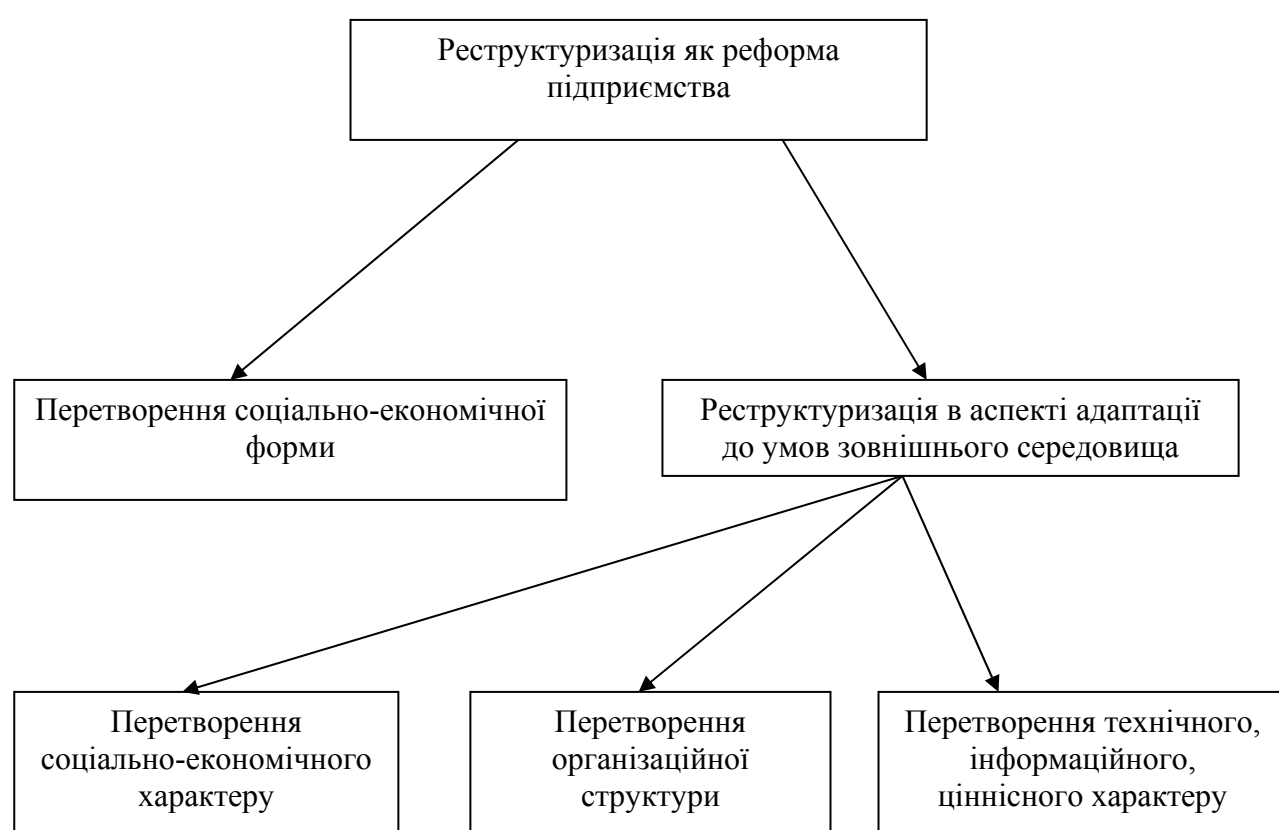 Реструктуризація як реформа
підприємства
Перетворення соціально-економічної
форми
Реструктуризація в аспекті адаптації
до умов зовнішнього середовища
Перетворення
соціально-економічного
характеру
Перетворення
організаційної
структури
Перетворення технічного,
інформаційного,
ціннісного характеру